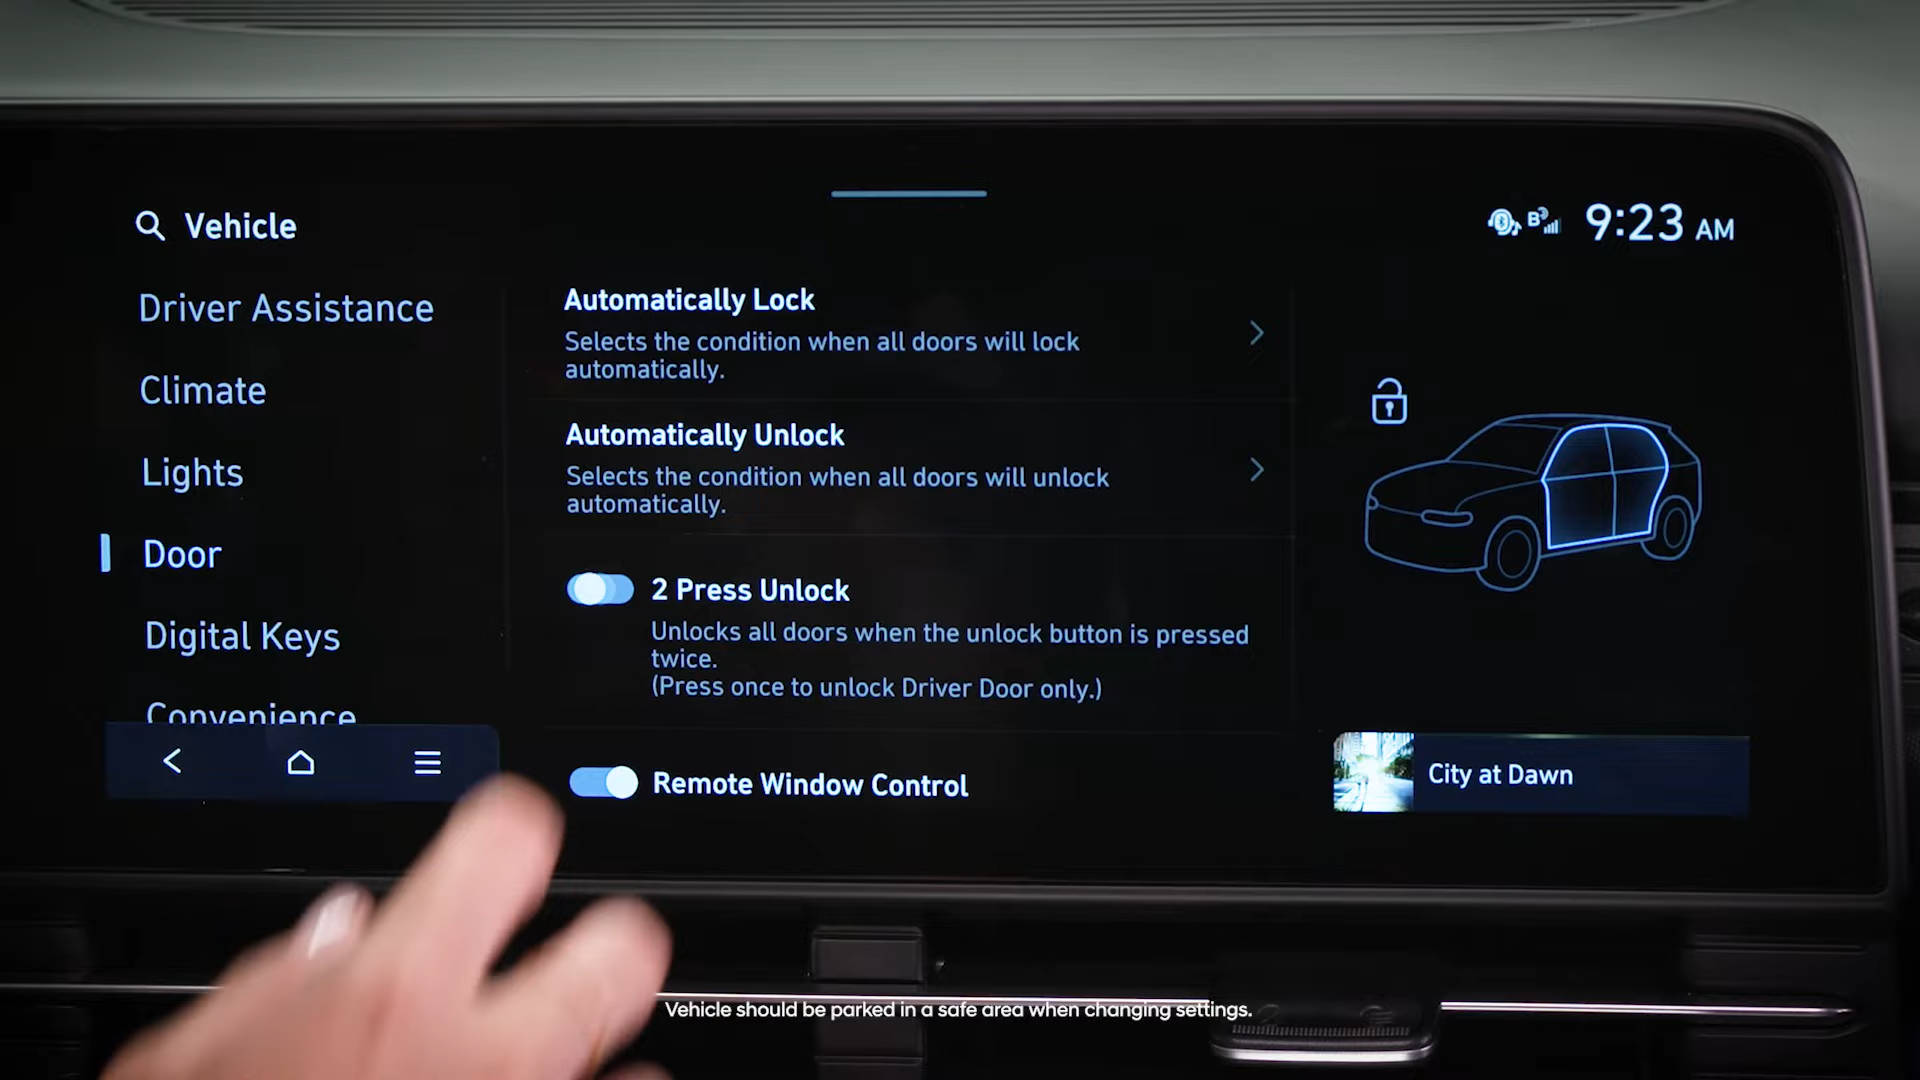 Vehicle
9:23 AM
Driver Assistance
Climate
Lights
Door
Digital Keys
Convenience
Automatically Lock
Selects the condition when all doors will lock
automatically.
Automatically Unlock
Selects the condition when all doors will unlock
automatically.
2 Press Unlock
Unlocks all doors when the unlock button is pressed
twice.
(Press once to unlock Driver Door only.)
Remote Window Control
City at Dawn
Vehicle should be parked in a safe area when changing settings.